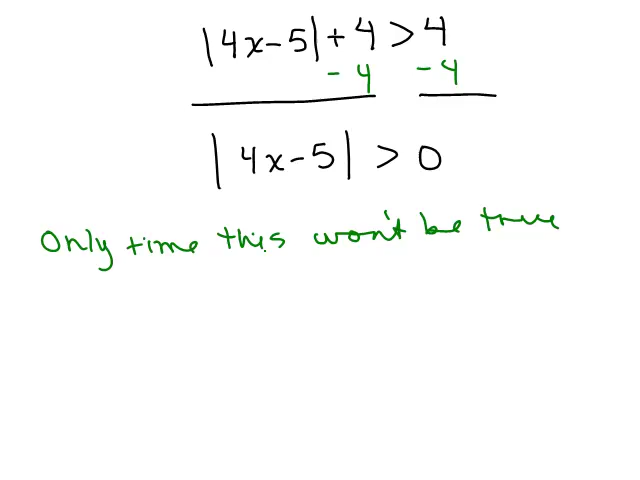 |4x-5| + 4 > 4
- 4 - 4
|4x-5| > 0
Only time this won't be true